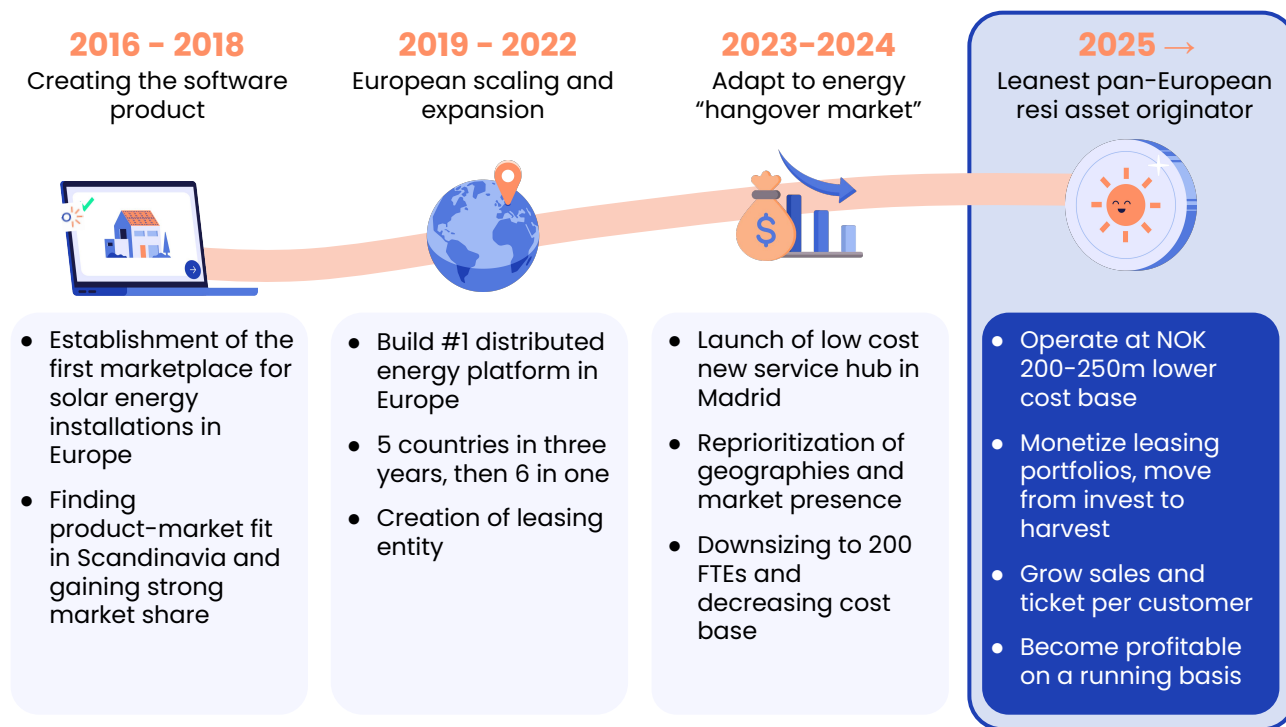 2016 - 2018
Creating the software
product
2019 - 2022
European scaling and
expansion
2023-2024
Adapt to energy
“hangover market”
2025 →
Leanest pan-European
resi asset originator
$
● Establishment of the
first marketplace for
solar energy
installations in
Europe
● Finding
product-market fit
in Scandinavia and
gaining strong
market share
● Build #1 distributed
energy platform in
Europe
● 5 countries in three
years, then 6 in one
● Creation of leasing
entity
● Launch of low cost
new service hub in
Madrid
● Reprioritization of
geographies and
market presence
● Downsizing to 200
FTEs and
decreasing cost
base
● Operate at NOK
200-250m lower
cost base
● Monetize leasing
portfolios, move
from invest to
harvest
● Grow sales and
ticket per customer
● Become profitable
on a running basis